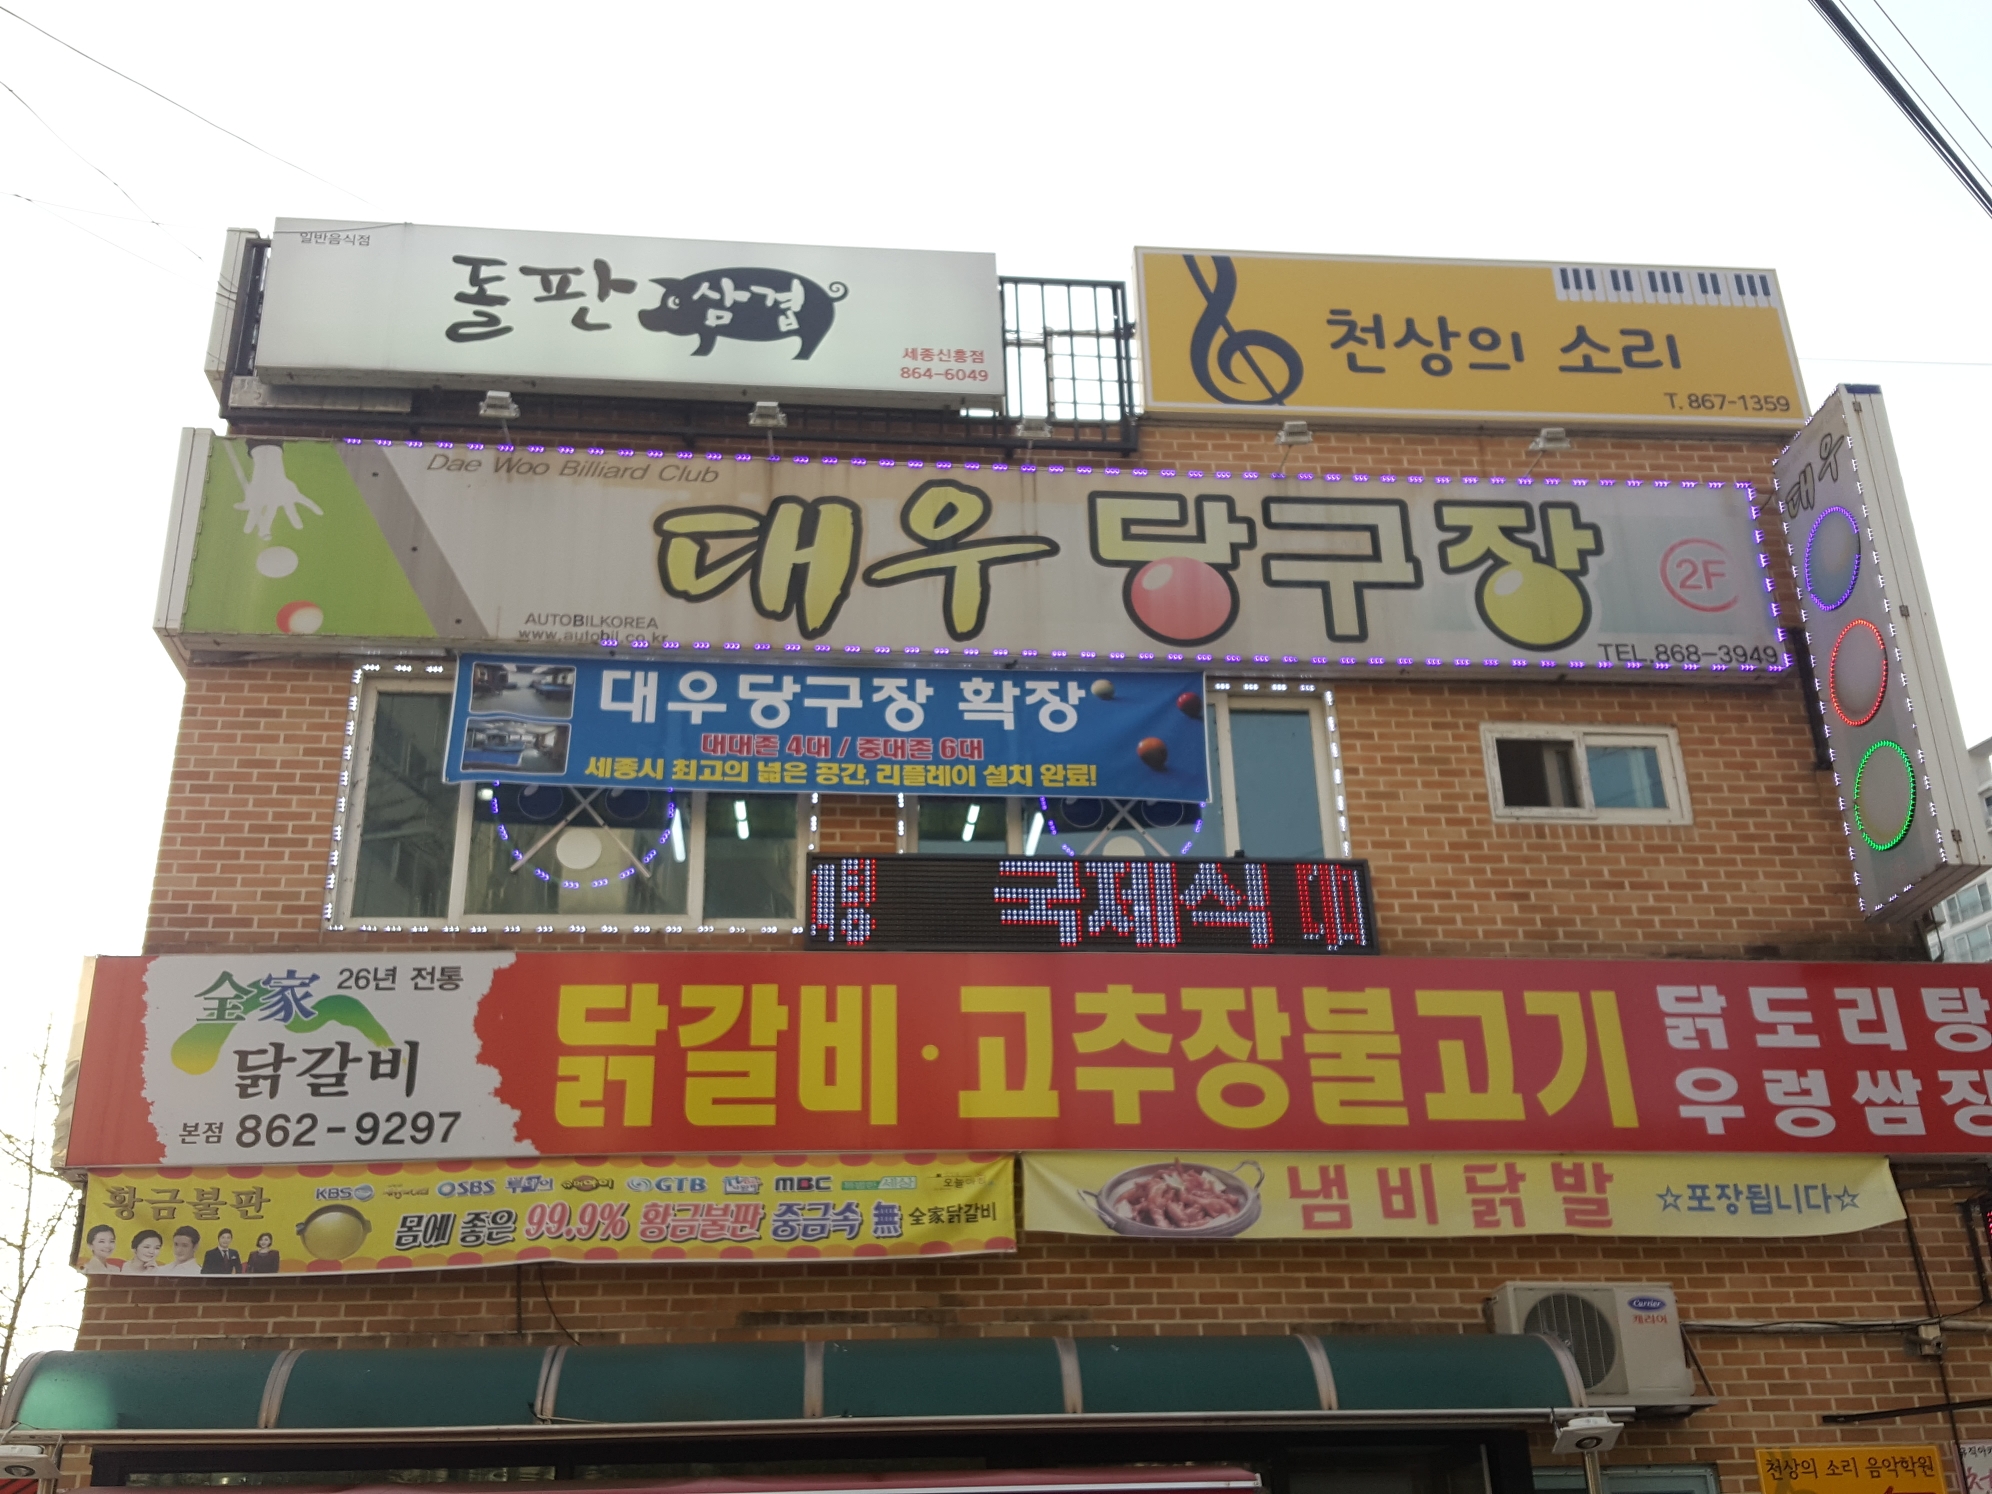 일반음식점
돌판 삼겹
세종신흥점
864-6049
천상의 소리
T. 867-1359
Dae Woo Billiard Club
대우 당구장
2F
AUTOBILKOREA
www.autobil.co.kr
TEL.868-3949
대우
대우당구장 확장
대대존 4대 / 중대존 6대
세종시 최고의 넓은 공간, 리플레이 설치 완료!
국제식
全家 26년 전통
닭갈비
본점 862-9297
닭갈비·고추장불고기
닭도리탕
우렁쌈장
황금불판
KBS SBS GTB MBC
몸에 좋은 99.9% 황금불판 중금속 無 全家닭갈비
냄비닭발 ☆포장됩니다☆
Carrier
캐리어
천상의 소리 음악학원